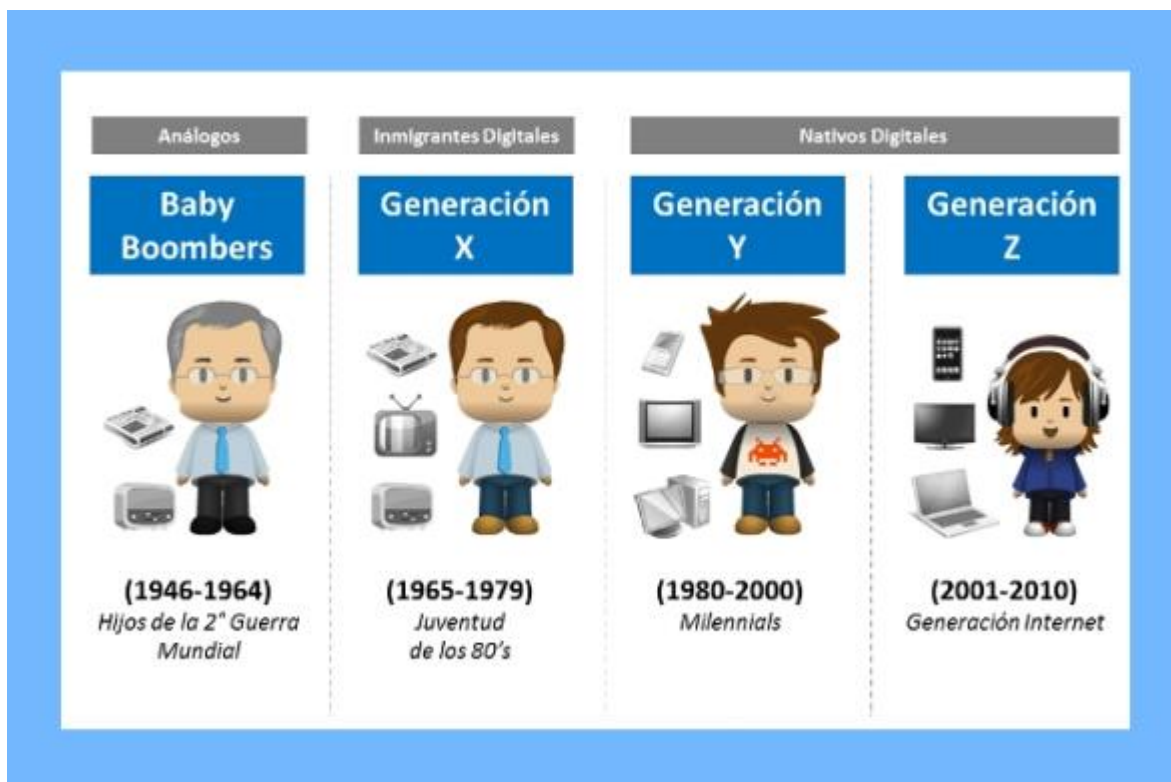 Análogos
Inmigrantes Digitales
Nativos Digitales
Baby
Boombers
Generación
X
Generación
Y
Generación
Z
(1946-1964)
Hijos de la 2° Guerra
Mundial
(1965-1979)
Juventud
de los 80's
(1980-2000)
Milennials
(2001-2010)
Generación Internet